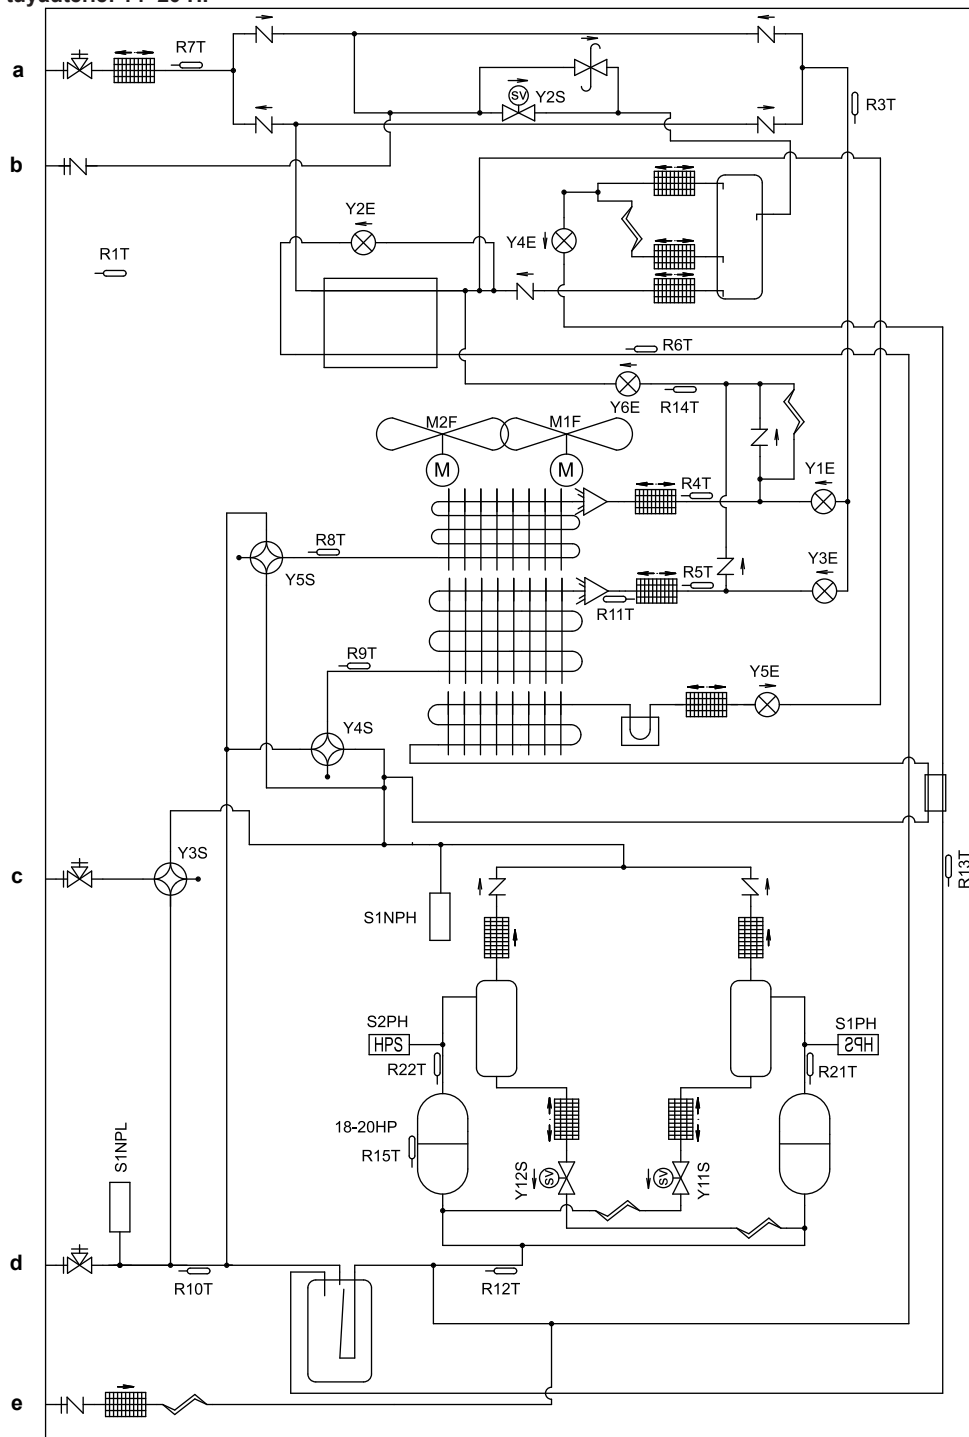 a
R7T
Y2S
SV
R3T
b
Y2E
Y4E
R1T
R6T
Y6E
R14T
M2F
M1F
M
M
R4T
Y1E
R8T
Y5S
R5T
Y3E
R11T
R9T
Y5E
Y4S
c
Y3S
R13T
S1NPH
S2PH
HPS
S1PH
HPS
R22T
R21T
18-20HP
R15T
S1NPL
Y12S
SV
SV
Y11S
d
R10T
R12T
e